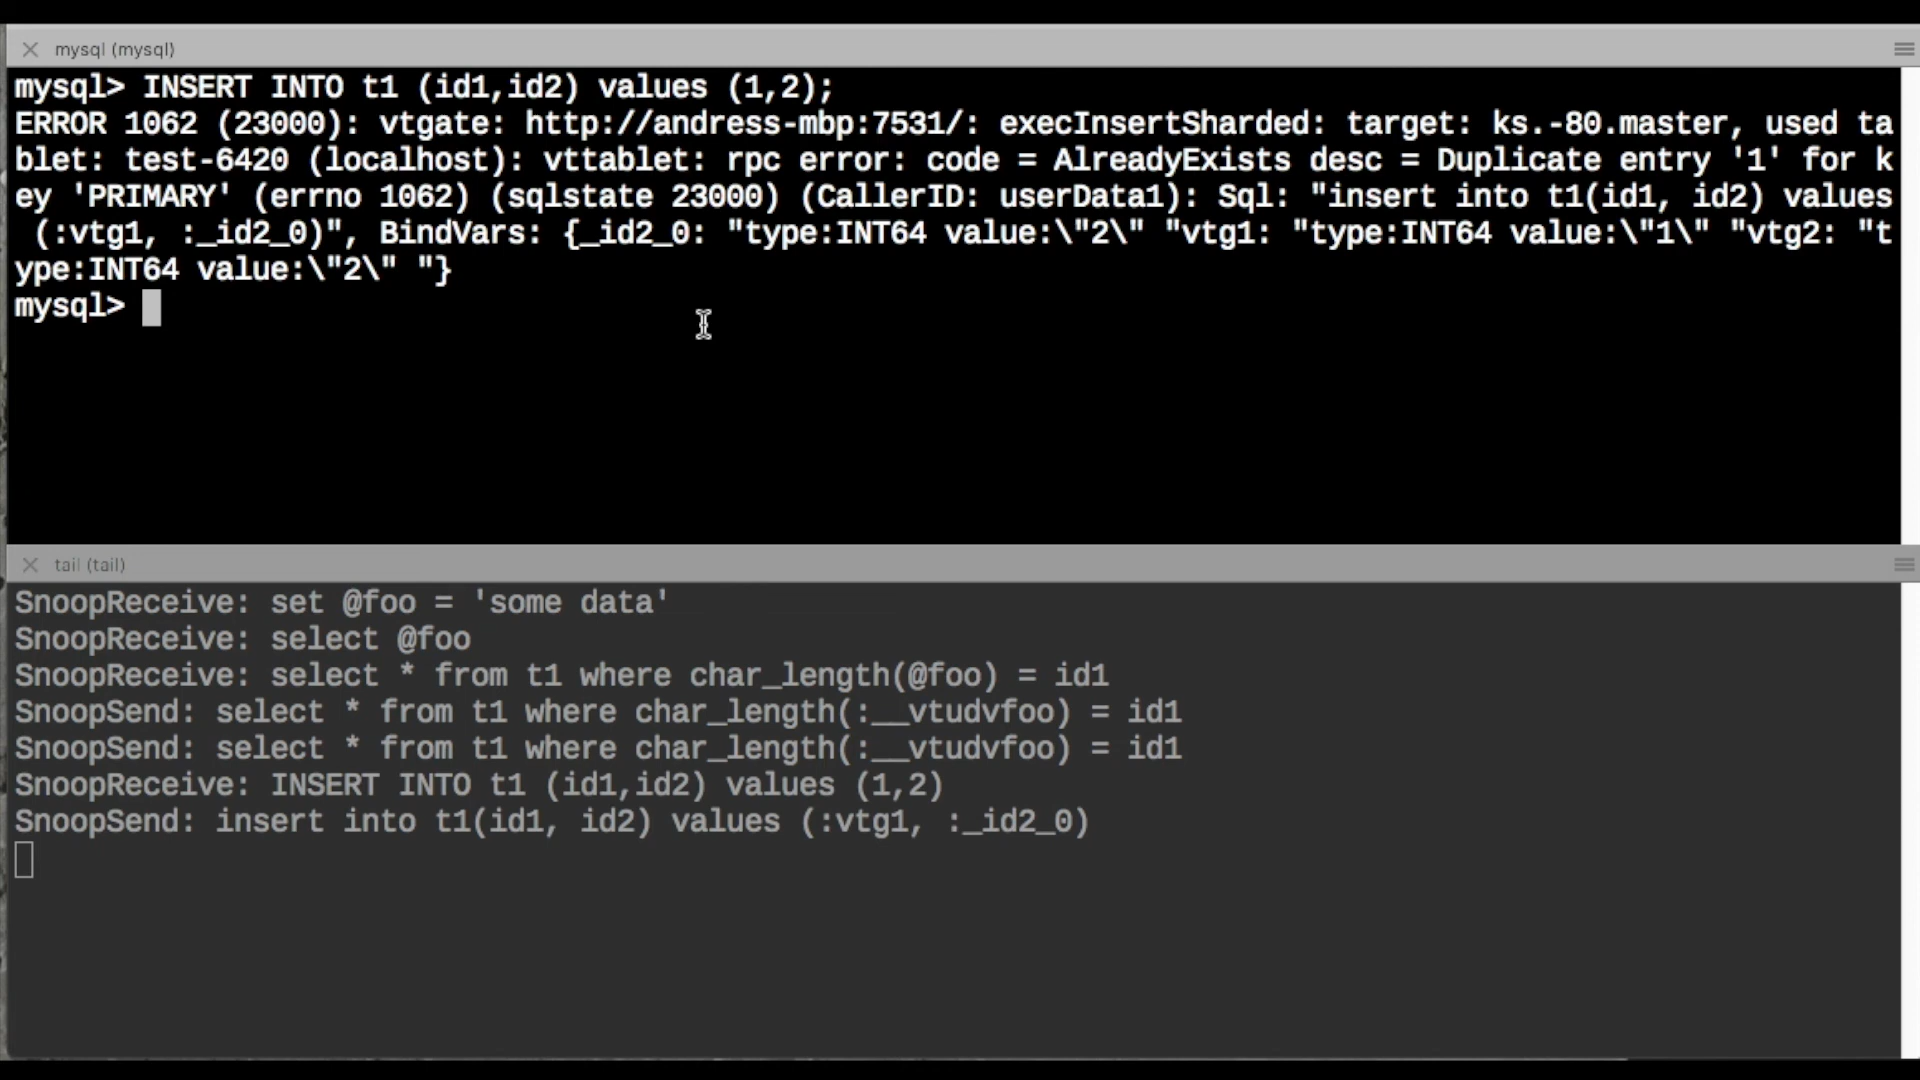 mysql (mysql)
mysql> INSERT INTO t1 (id1,id2) values (1,2);
ERROR 1062 (23000): vtgate: http://andress-mbp:7531/: execInsertSharded: target: ks.-80.master, used ta
blet: test-6420 (localhost): vttablet: rpc error: code = AlreadyExists desc = Duplicate entry '1' for k
ey 'PRIMARY' (errno 1062) (sqlstate 23000) (CallerID: userData1): Sql: "insert into t1(id1, id2) values
 (:vtg1, :_id2_0)", BindVars: {_id2_0: "type:INT64 value:\"2\" "vtg1: "type:INT64 value:\"1\" "vtg2: "t
ype:INT64 value:\"2\" "}
mysql>
tail (tail)
SnoopReceive: set @foo = 'some data'
SnoopReceive: select @foo
SnoopReceive: select * from t1 where char_length(@foo) = id1
SnoopSend: select * from t1 where char_length(:__vtudvfoo) = id1
SnoopSend: select * from t1 where char_length(:__vtudvfoo) = id1
SnoopReceive: INSERT INTO t1 (id1,id2) values (1,2)
SnoopSend: insert into t1(id1, id2) values (:vtg1, :_id2_0)